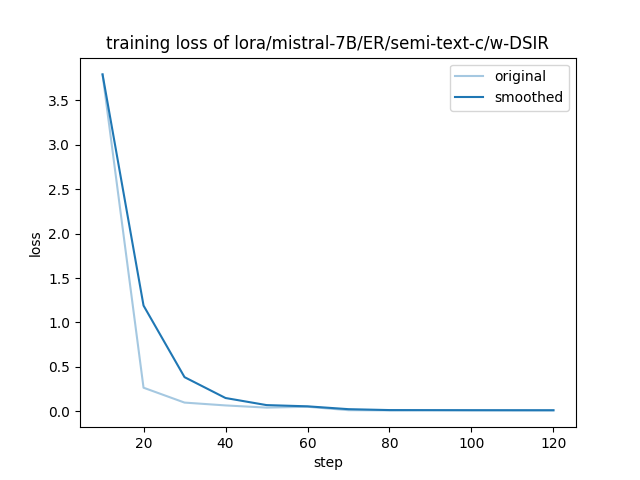 training loss of lora/mistral-7B/ER/semi-text-c/w-DSIR
original
smoothed
3.5
3.0
2.5
2.0
1.5
1.0
0.5
0.0
loss
20
40
60
80
100
120
step